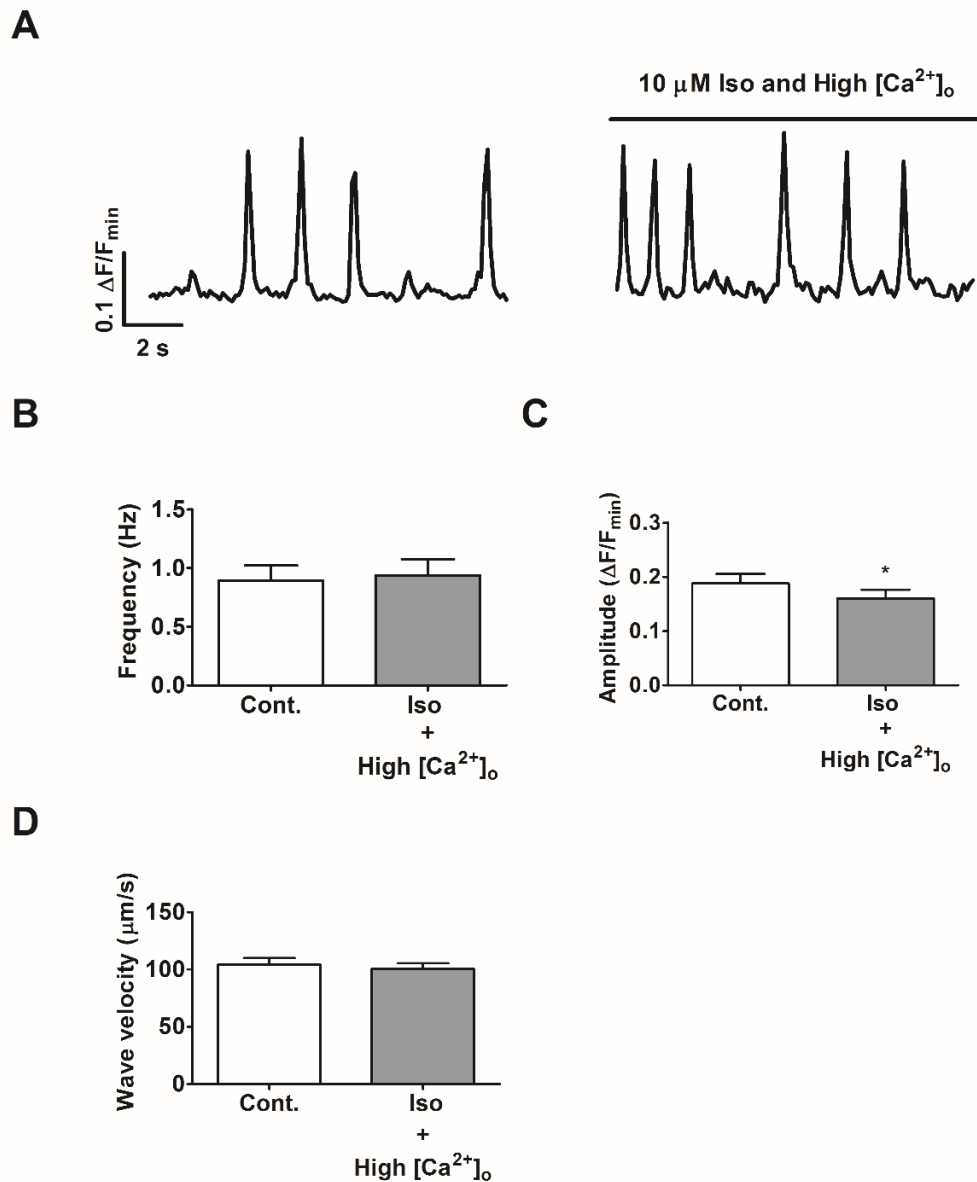 A
10 μM Iso and High [Ca²⁺]ₒ
0.1 ΔF/Fₘᵢₙ
2 s
B
Frequency (Hz)
1.5
1.0
0.5
0.0
Cont.
Iso
+
High [Ca²⁺]ₒ
C
Amplitude (ΔF/Fₘᵢₙ)
0.3
0.2
0.1
0.0
*
Cont.
Iso
+
High [Ca²⁺]ₒ
D
Wave velocity (μm/s)
150
100
50
0
Cont.
Iso
+
High [Ca²⁺]ₒ